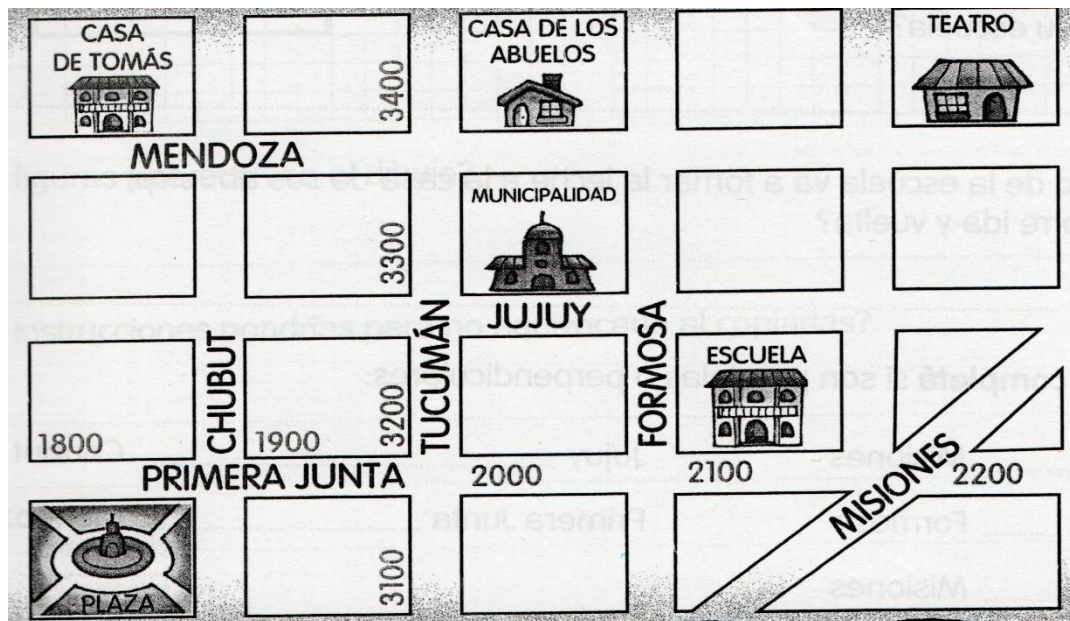 CASA
DE TOMÁS
3400
CASA DE LOS
ABUELOS
TEATRO
MENDOZA
3300
MUNICIPALIDAD
JUJUY
CHUBUT
TUCUMÁN
FORMOSA
ESCUELA
1800
1900
3200
PRIMERA JUNTA
2000
2100
MISIONES
2200
PLAZA
3100